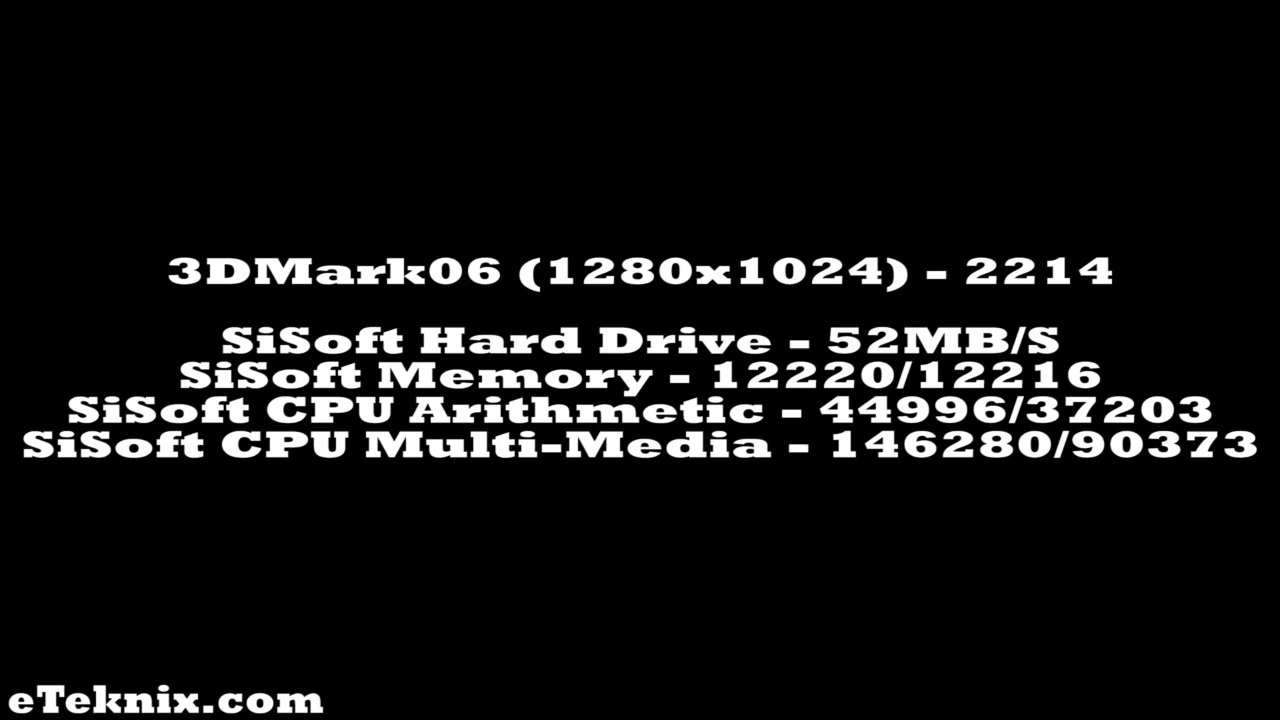 3DMark06 (1280x1024) - 2214
SiSoft Hard Drive - 52MB/S
SiSoft Memory - 12220/12216
SiSoft CPU Arithmetic - 44996/37203
SiSoft CPU Multi-Media - 146280/90373
eTeknix.com